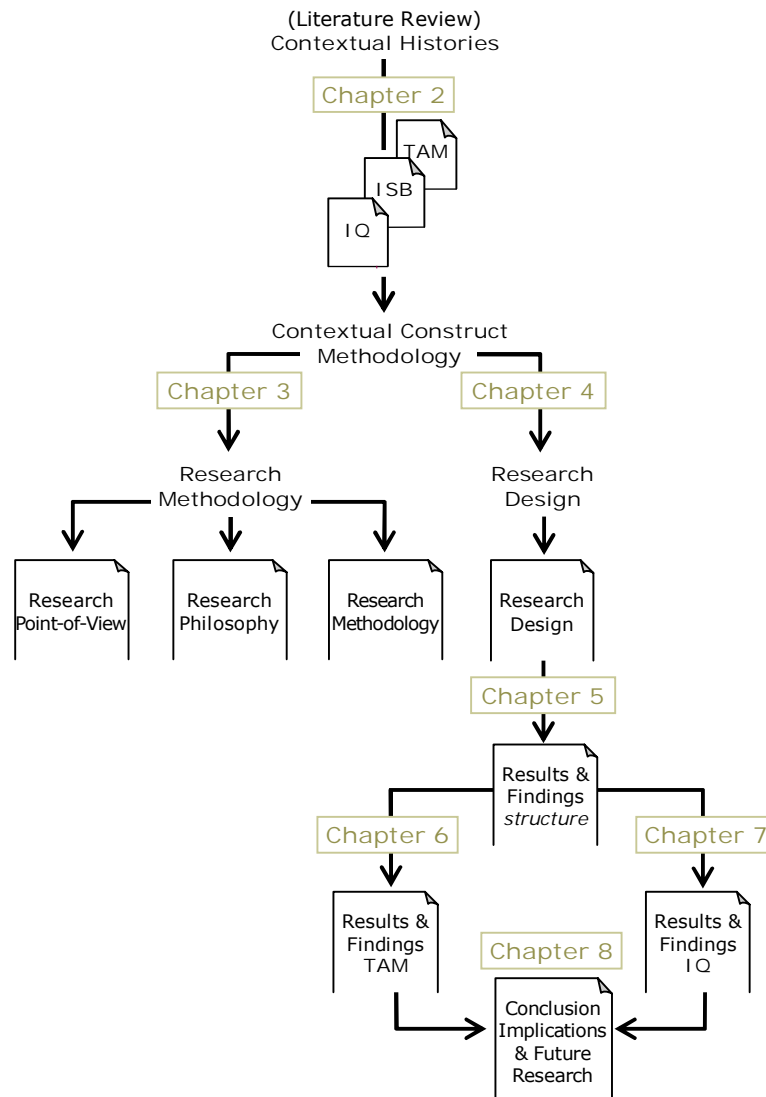 (Literature Review)
Contextual Histories
Chapter 2
TAM
ISB
IQ
Contextual Construct
Methodology
Chapter 3
Chapter 4
Research
Methodology
Research
Design
Research
Point-of-View
Research
Philosophy
Research
Methodology
Research
Design
Chapter 5
Results &
Findings
structure
Chapter 6
Chapter 7
Results &
Findings
TAM
Results &
Findings
IQ
Chapter 8
Conclusion
Implications
& Future
Research